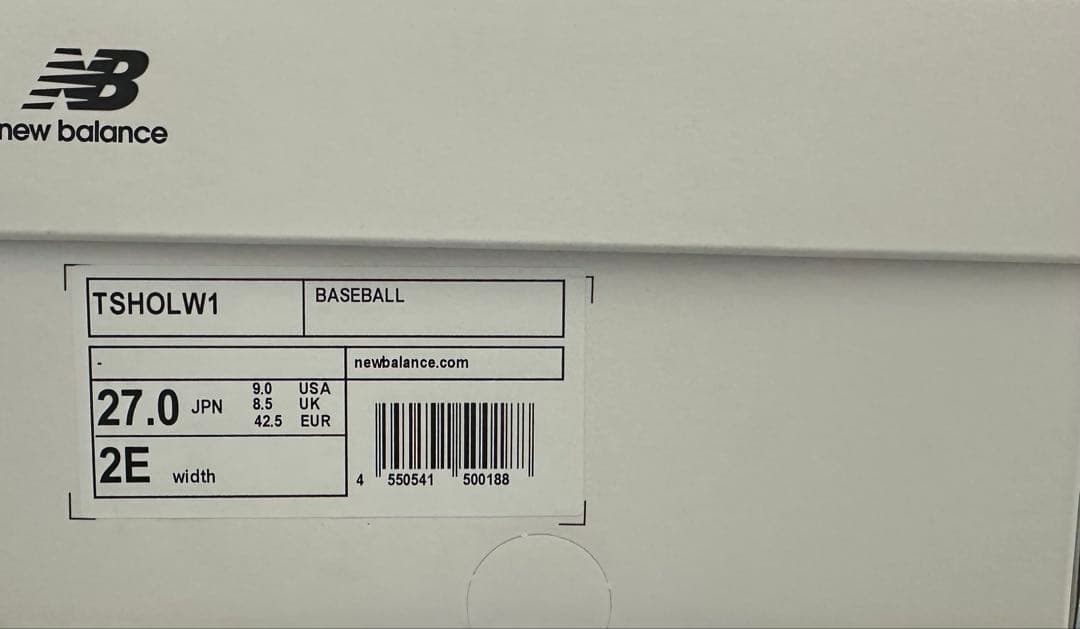 NB
new balance
TSHOLW1
BASEBALL
-
newbalance.com
27.0 JPN
9.0 USA
8.5 UK
42.5 EUR
2E width
4 550541 500188